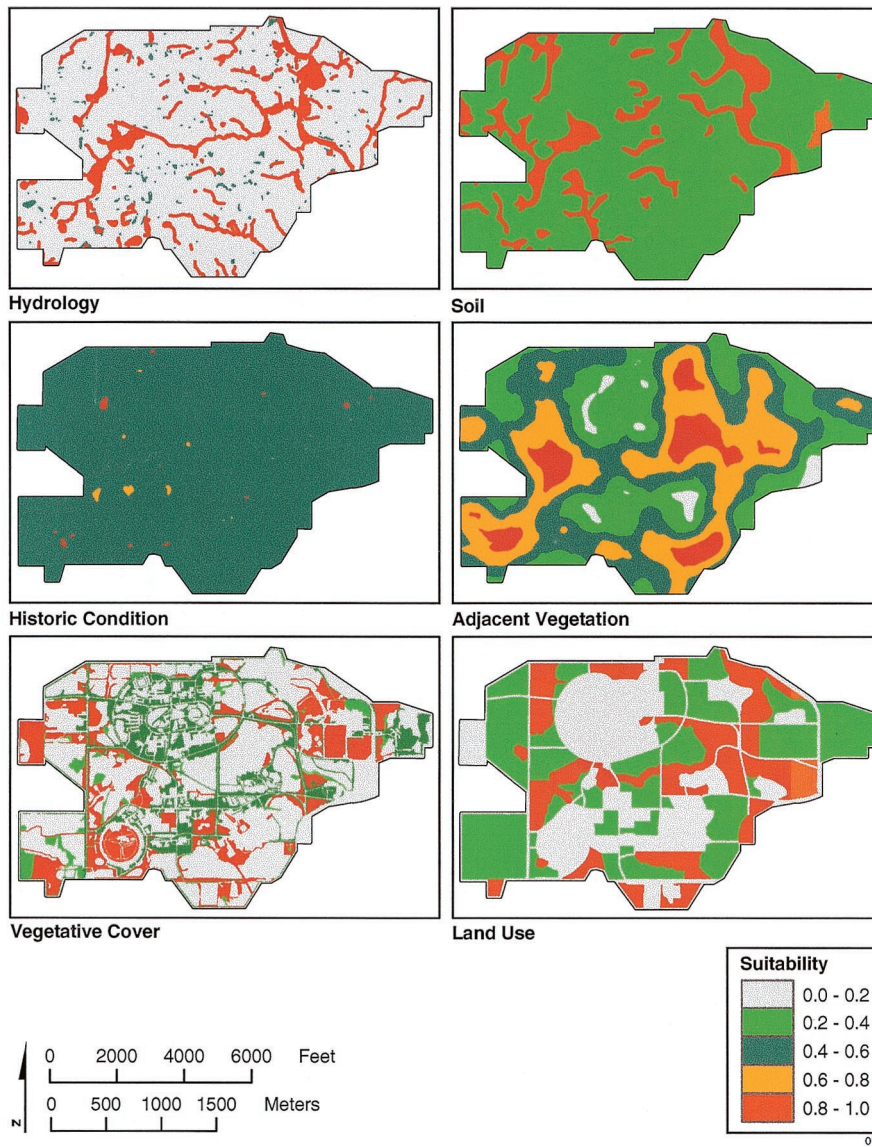 Hydrology
Soil
Historic Condition
Adjacent Vegetation
Vegetative Cover
Land Use
Suitability
0.0 - 0.2
0.2 - 0.4
0.4 - 0.6
0.6 - 0.8
0.8 - 1.0
0 2000 4000 6000 Feet
0 500 1000 1500 Meters
N